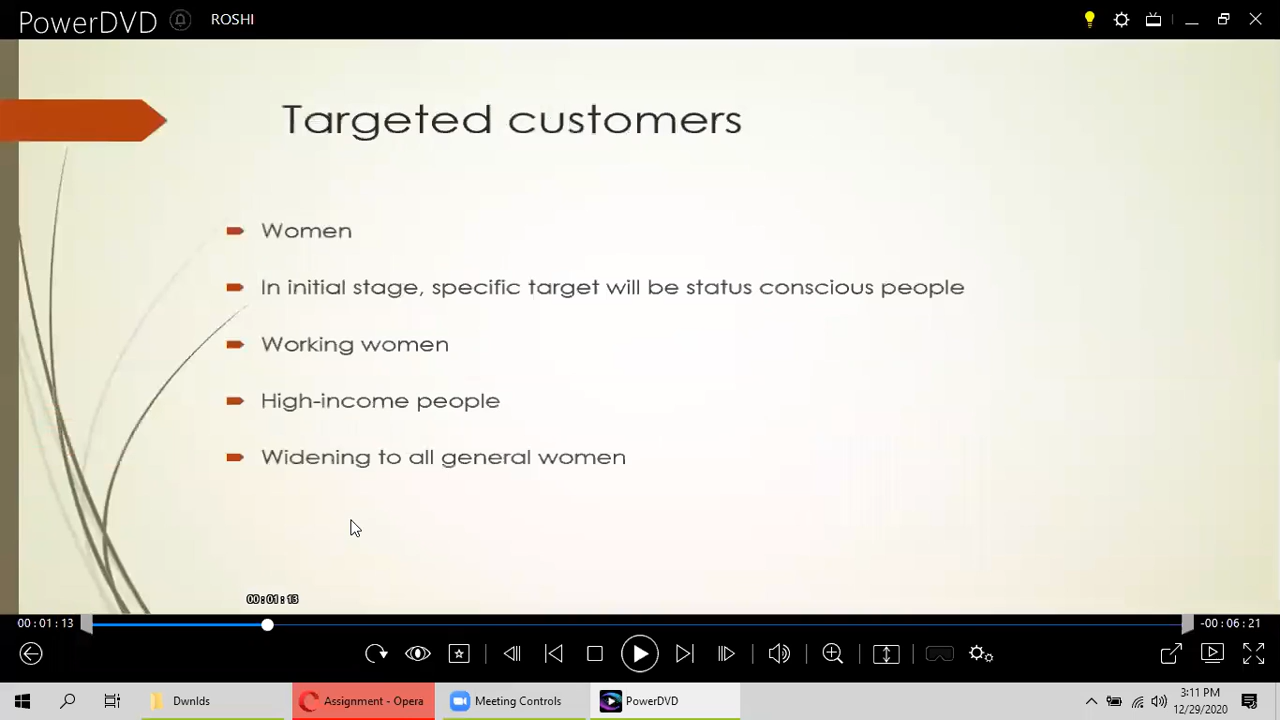 PowerDVD ROSHI
Targeted customers
Women
In initial stage, specific target will be status conscious people
Working women
High-income people
Widening to all general women
00:01:13
00:01:13 -00:06:21
Dwnlds Assignment - Opera Meeting Controls PowerDVD 3:11 PM
12/29/2020